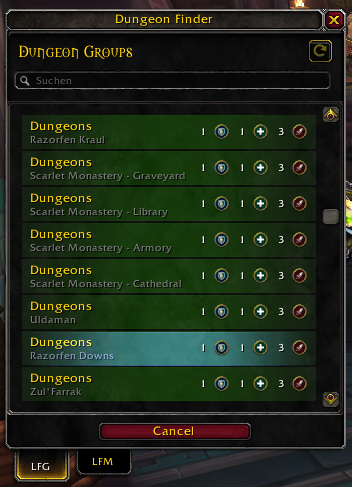 Dungeon Finder
Dungeon Groups
Suchen
Dungeons
Razorfen Kraul
1 1 3
Dungeons
Scarlet Monastery - Graveyard
1 1 3
Dungeons
Scarlet Monastery - Library
1 1 3
Dungeons
Scarlet Monastery - Armory
1 1 3
Dungeons
Scarlet Monastery - Cathedral
1 1 3
Dungeons
Uldaman
1 1 3
Dungeons
Razorfen Downs
1 1 3
Dungeons
Zul'Farrak
1 1 3
Cancel
LFG
LFM